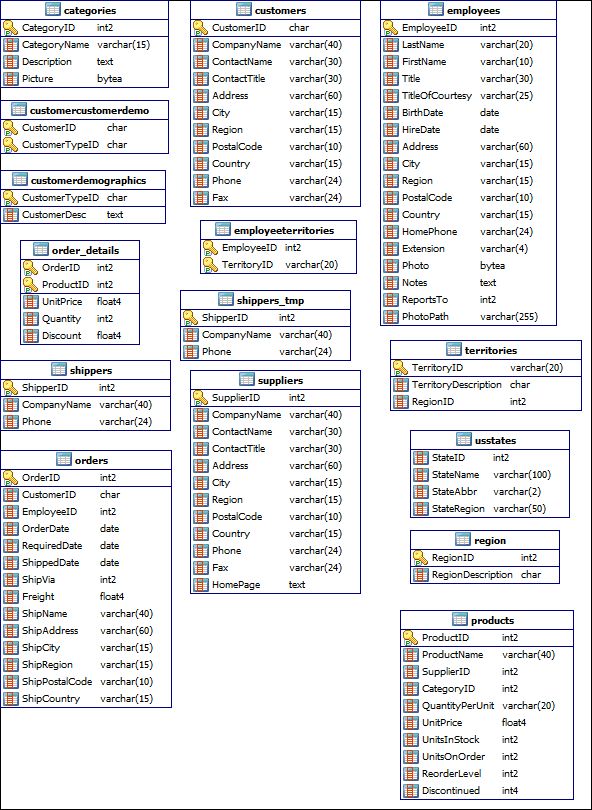 categories
CategoryID int2
CategoryName varchar(15)
Description text
Picture bytea
customercustomerdemo
CustomerID char
CustomerTypeID char
customerdemographics
CustomerTypeID char
CustomerDesc text
order_details
OrderID int2
ProductID int2
UnitPrice float4
Quantity int2
Discount float4
shippers
ShipperID int2
CompanyName varchar(40)
Phone varchar(24)
orders
OrderID int2
CustomerID char
EmployeeID int2
OrderDate date
RequiredDate date
ShippedDate date
ShipVia int2
Freight float4
ShipName varchar(40)
ShipAddress varchar(60)
ShipCity varchar(15)
ShipRegion varchar(15)
ShipPostalCode varchar(10)
ShipCountry varchar(15)
customers
CustomerID char
CompanyName varchar(40)
ContactName varchar(30)
ContactTitle varchar(30)
Address varchar(60)
City varchar(15)
Region varchar(15)
PostalCode varchar(10)
Country varchar(15)
Phone varchar(24)
Fax varchar(24)
employeeterritories
EmployeeID int2
TerritoryID varchar(20)
shippers_tmp
ShipperID int2
CompanyName varchar(40)
Phone varchar(24)
suppliers
SupplierID int2
CompanyName varchar(40)
ContactName varchar(30)
ContactTitle varchar(30)
Address varchar(60)
City varchar(15)
Region varchar(15)
PostalCode varchar(10)
Country varchar(15)
Phone varchar(24)
Fax varchar(24)
HomePage text
employees
EmployeeID int2
LastName varchar(20)
FirstName varchar(10)
Title varchar(30)
TitleOfCourtesy varchar(25)
BirthDate date
HireDate date
Address varchar(60)
City varchar(15)
Region varchar(15)
PostalCode varchar(10)
Country varchar(15)
HomePhone varchar(24)
Extension varchar(4)
Photo bytea
Notes text
ReportsTo int2
PhotoPath varchar(255)
territories
TerritoryID varchar(20)
TerritoryDescription char
RegionID int2
usstates
StateID int2
StateName varchar(100)
StateAbbr varchar(2)
StateRegion varchar(50)
region
RegionID int2
RegionDescription char
products
ProductID int2
ProductName varchar(40)
SupplierID int2
CategoryID int2
QuantityPerUnit varchar(20)
UnitPrice float4
UnitsInStock int2
UnitsOnOrder int2
ReorderLevel int2
Discontinued int4